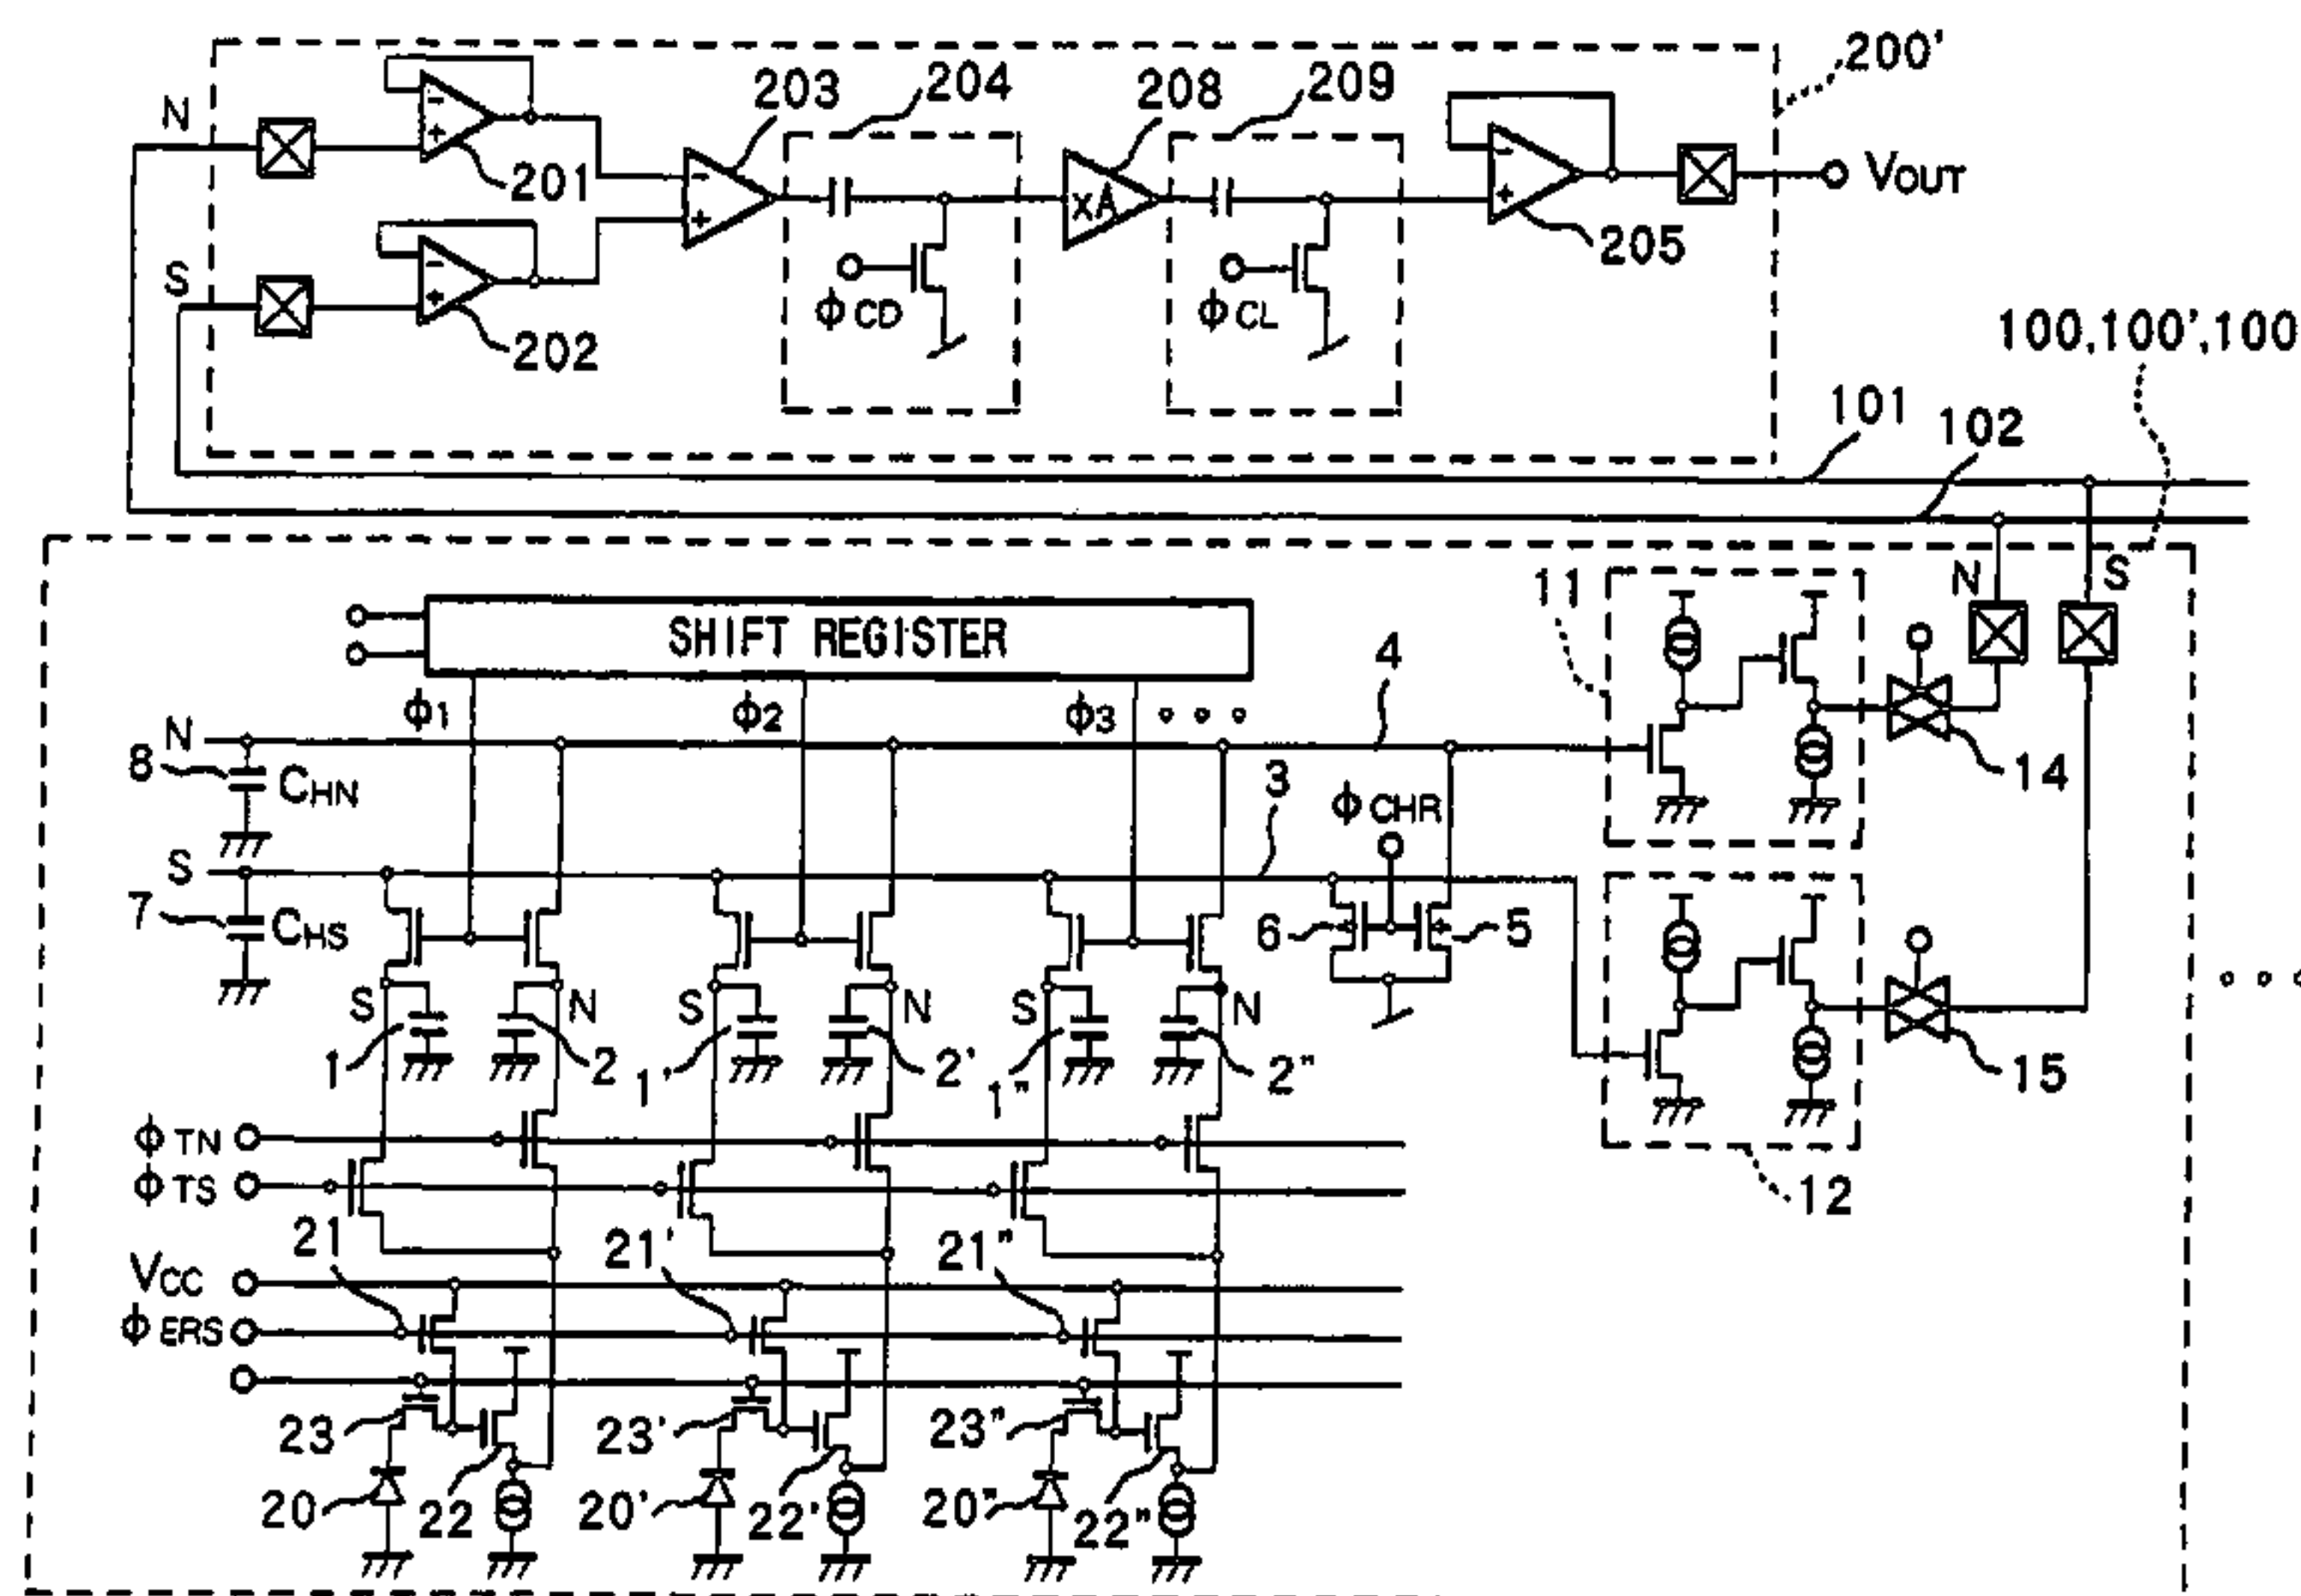 200'
203
204
208
209
N
201
xA
VOUT
205
S
ϕCD
ϕCL
202
100,100',100
101
102
N
S
11
SHIFT REGISTER
4
ϕ1
ϕ2
ϕ3
N
8
CHN
14
3
ϕCHR
S
7
CHS
6
5
S
N
S
N
S
N
1
2
1'
2'
1"
2"
15
ϕTN
ϕTS
12
21
21'
21"
VCC
ϕERS
23
23'
23"
20
22
20'
22'
20"
22"